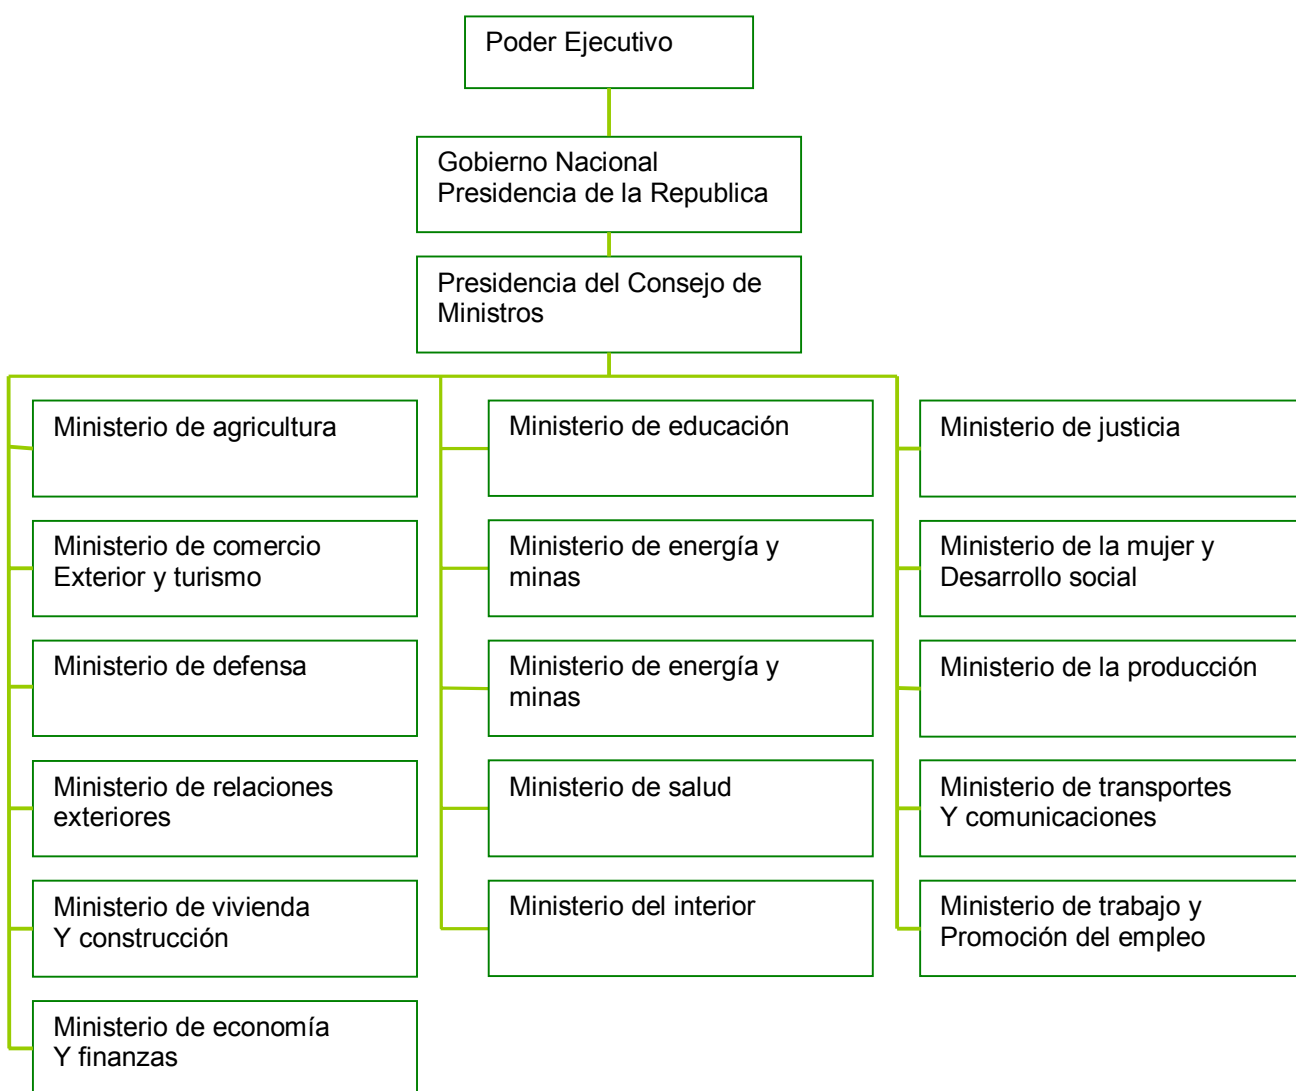 Poder Ejecutivo
Gobierno Nacional
Presidencia de la Republica
Presidencia del Consejo de
Ministros
Ministerio de agricultura
Ministerio de comercio
Exterior y turismo
Ministerio de defensa
Ministerio de relaciones
exteriores
Ministerio de vivienda
Y construcción
Ministerio de economía
Y finanzas
Ministerio de educación
Ministerio de energía y
minas
Ministerio de energía y
minas
Ministerio de salud
Ministerio del interior
Ministerio de justicia
Ministerio de la mujer y
Desarrollo social
Ministerio de la producción
Ministerio de transportes
Y comunicaciones
Ministerio de trabajo y
Promoción del empleo